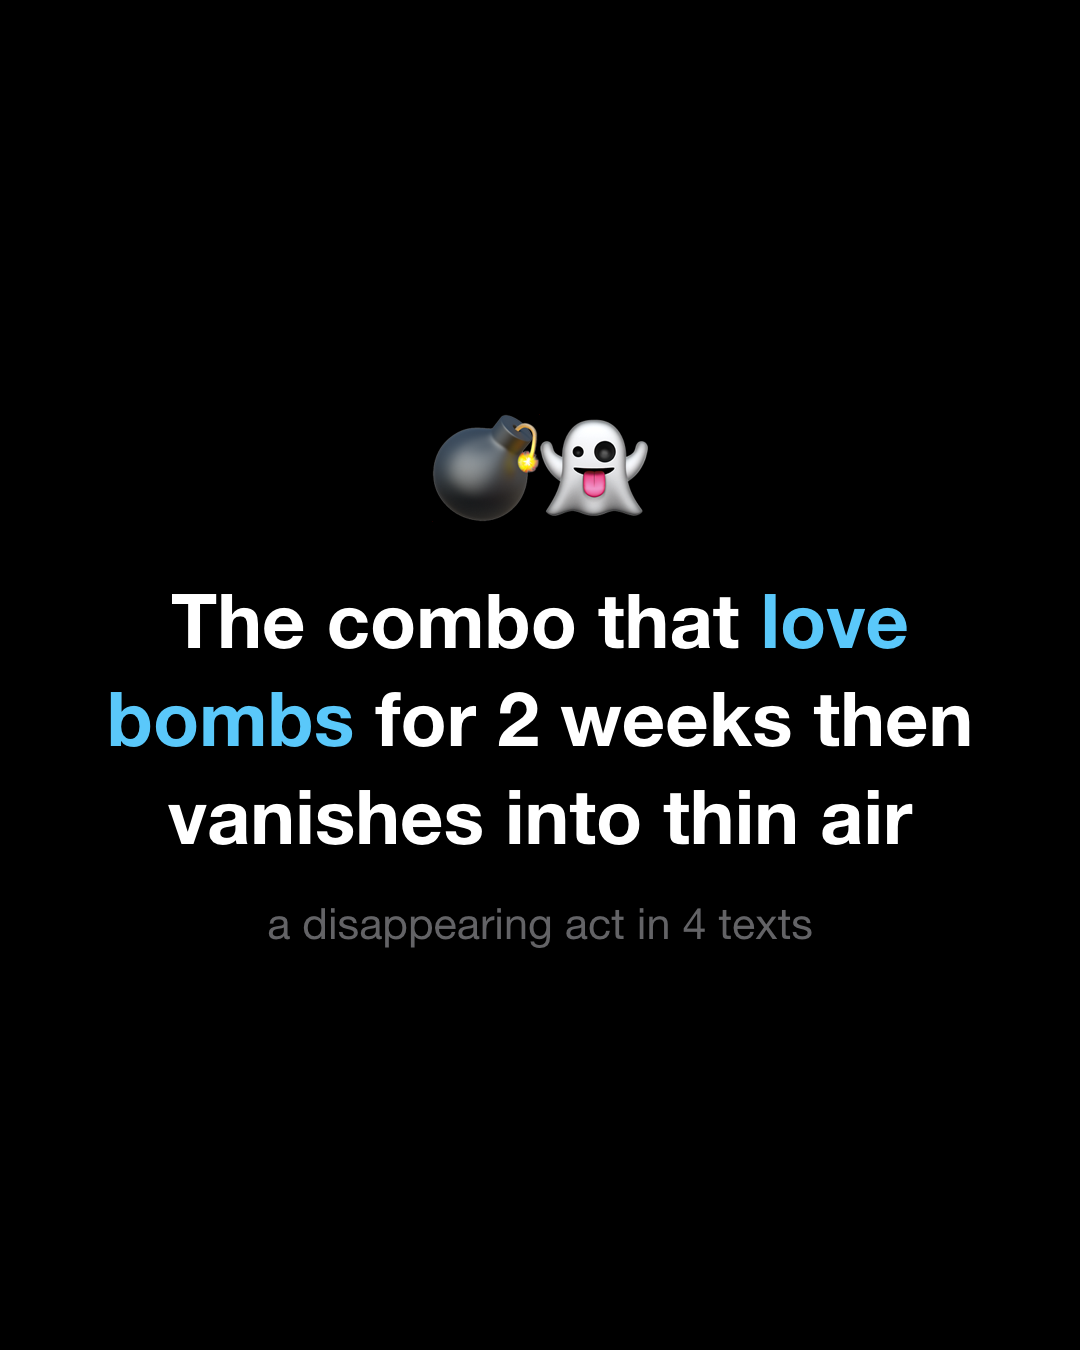 The combo that love
bombs for 2 weeks then
vanishes into thin air
a disappearing act in 4 texts